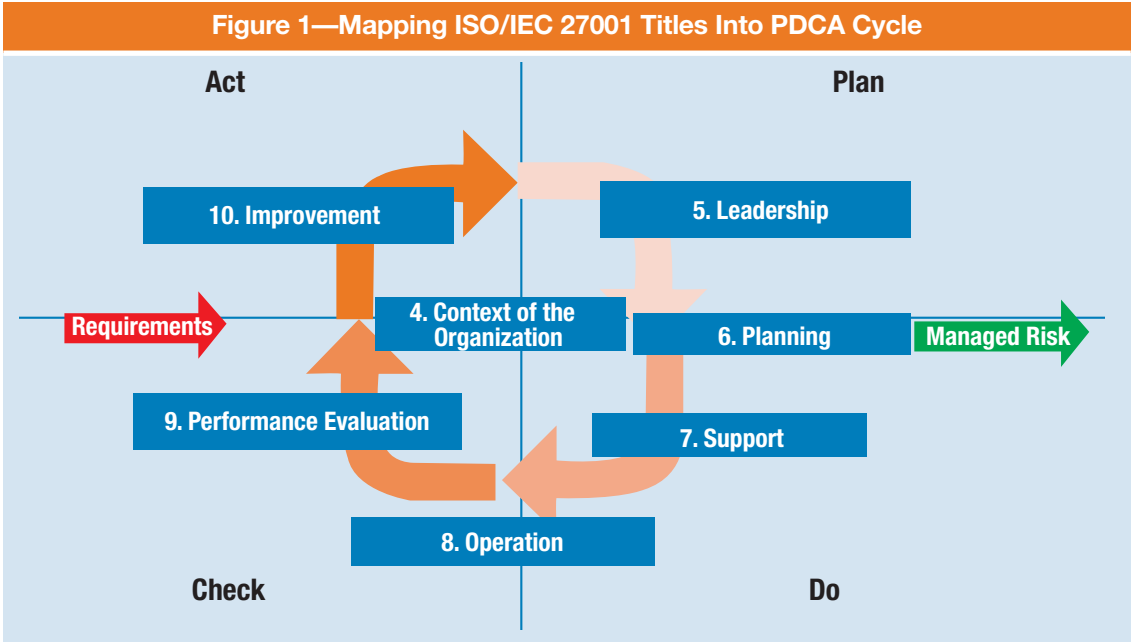 Figure 1—Mapping ISO/IEC 27001 Titles Into PDCA Cycle
Act
Plan
10. Improvement
5. Leadership
Requirements
4. Context of the
Organization
6. Planning
Managed Risk
9. Performance Evaluation
7. Support
8. Operation
Check
Do